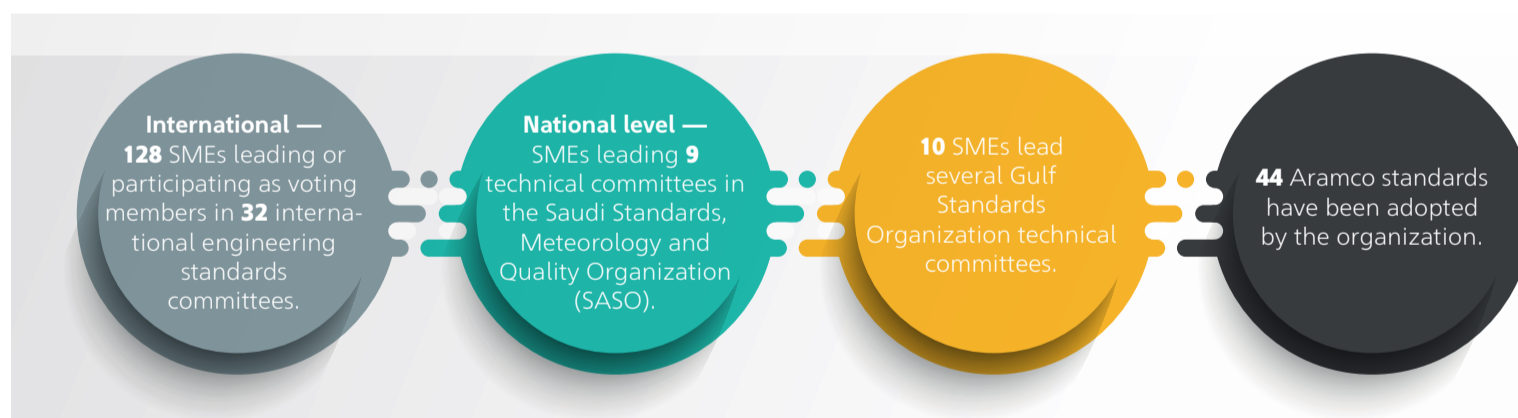 International —
128 SMEs leading or
participating as voting
members in 32 interna-
tional engineering
standards
committees.
National level —
SMEs leading 9
technical committees in
the Saudi Standards,
Meteorology and
Quality Organization
(SASO).
10 SMEs lead
several Gulf
Standards
Organization technical
committees.
44 Aramco standards
have been adopted
by the organization.